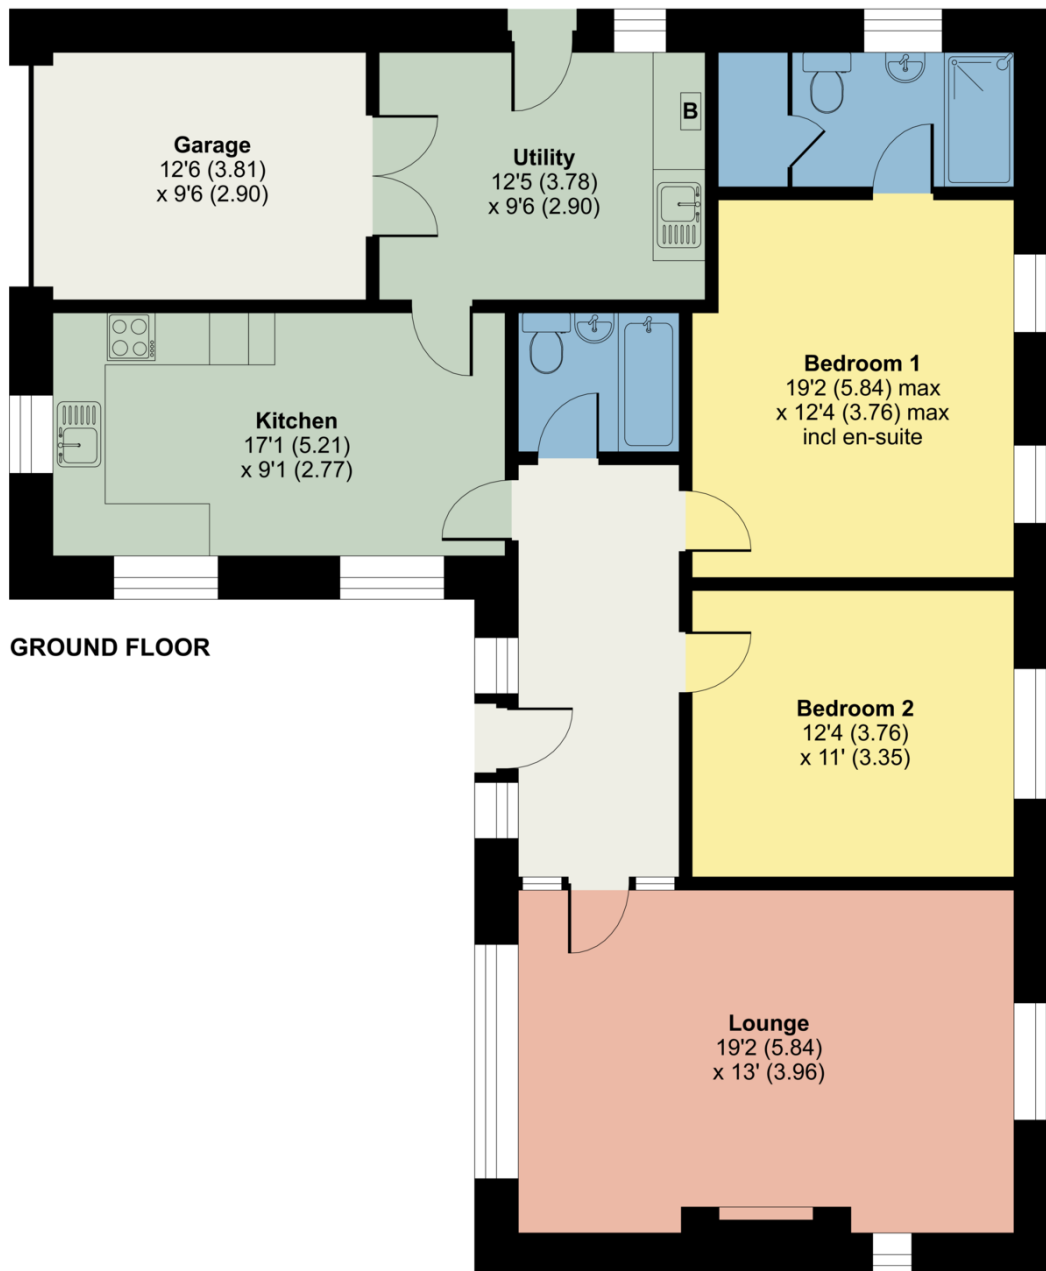 Garage
12'6 (3.81)
x 9'6 (2.90)
Utility
12'5 (3.78)
x 9'6 (2.90)
B
Kitchen
17'1 (5.21)
x 9'1 (2.77)
Bedroom 1
19'2 (5.84) max
x 12'4 (3.76) max
incl en-suite
GROUND FLOOR
Bedroom 2
12'4 (3.76)
x 11' (3.35)
Lounge
19'2 (5.84)
x 13' (3.96)